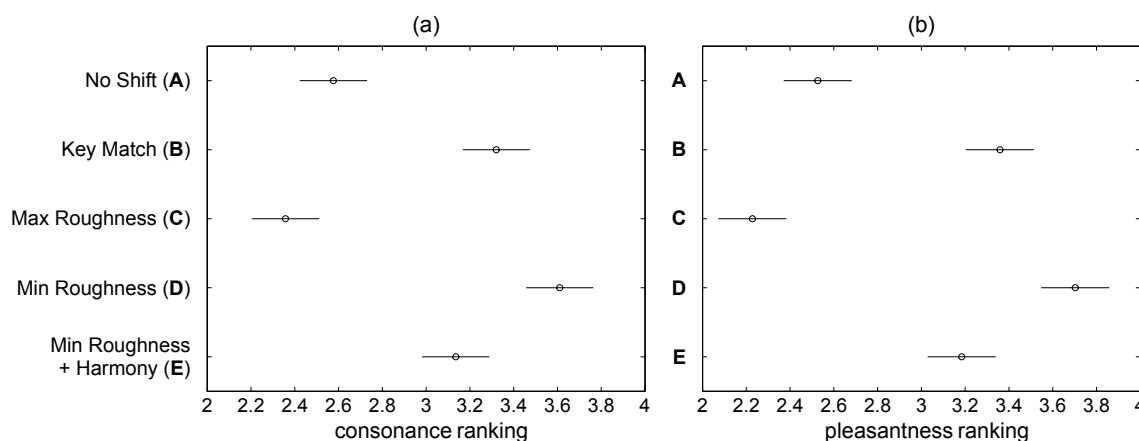 (a)
No Shift (A)
Key Match (B)
Max Roughness (C)
Min Roughness (D)
Min Roughness
+ Harmony (E)
2 2.2 2.4 2.6 2.8 3 3.2 3.4 3.6 3.8 4
consonance ranking
(b)
A
B
C
D
E
2 2.2 2.4 2.6 2.8 3 3.2 3.4 3.6 3.8 4
pleasantness ranking